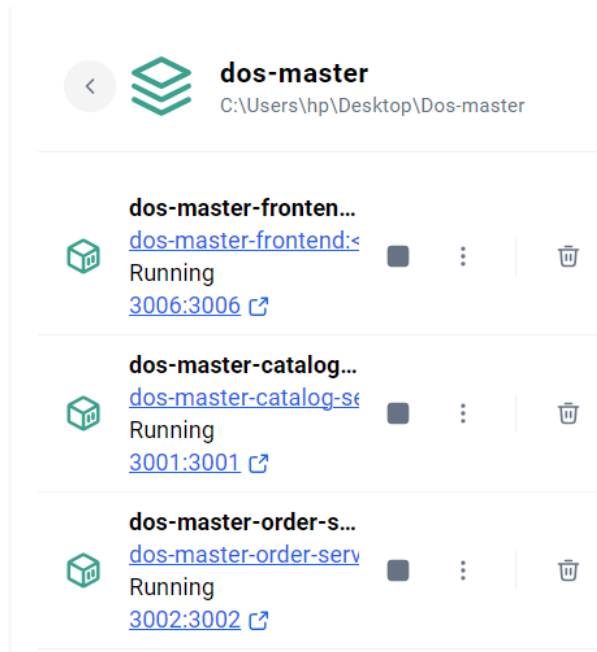 dos-master
C:\Users\hp\Desktop\Dos-master
dos-master-fronten...
dos-master-frontend:<
Running
3006:3006
dos-master-catalog...
dos-master-catalog-se
Running
3001:3001
dos-master-order-s...
dos-master-order-serv
Running
3002:3002